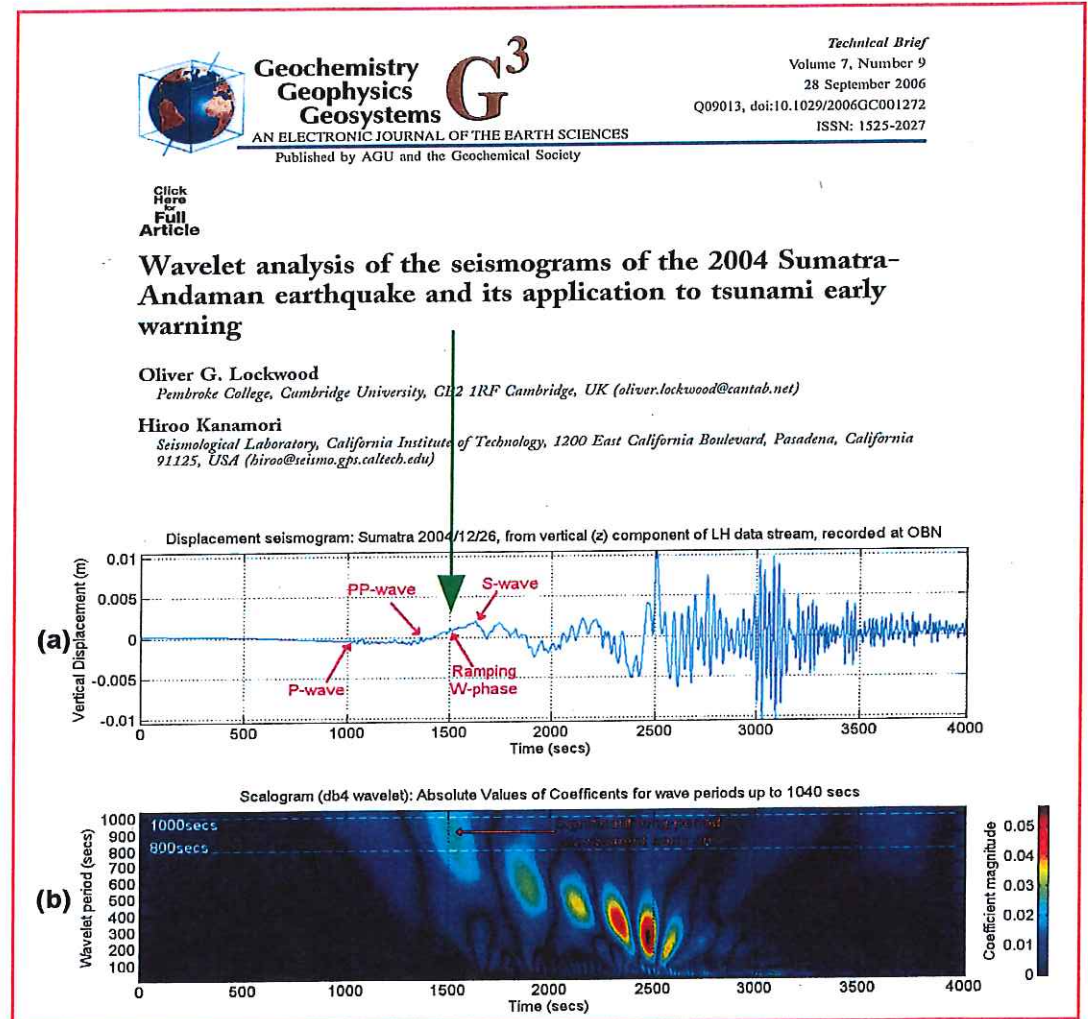 Geochemistry
Geophysics
Geosystems
G3
AN ELECTRONIC JOURNAL OF THE EARTH SCIENCES
Published by AGU and the Geochemical Society
Technical Brief
Volume 7, Number 9
28 September 2006
Q09013, doi:10.1029/2006GC001272
ISSN: 1525-2027
Click
Here
for
Full
Article
Wavelet analysis of the seismograms of the 2004 Sumatra-
Andaman earthquake and its application to tsunami early
warning
Oliver G. Lockwood
Pembroke College, Cambridge University, CB2 1RF Cambridge, UK (oliver.lockwood@cantab.net)
Hiroo Kanamori
Seismological Laboratory, California Institute of Technology, 1200 East California Boulevard, Pasadena, California
91125, USA (hiroo@seismo.gps.caltech.edu)
Displacement seismogram: Sumatra 2004/12/26, from vertical (z) component of LH data stream, recorded at OBN
(a)
Vertical Displacement (m)
0.01
0.005
0
-0.005
-0.01
PP-wave
S-wave
P-wave
Ramping
W-phase
0 500 1000 1500 2000 2500 3000 3500 4000
Time (secs)
Scalogram (db4 wavelet): Absolute Values of Coefficents for wave periods up to 1040 secs
(b)
Wavelet period (secs)
1000
900
800
700
600
500
400
300
200
100
1000secs
800secs
period
0 500 1000 1500 2000 2500 3000 3500 4000
Time (secs)
Coefficient magnitude
0.05
0.04
0.03
0.02
0.01
0